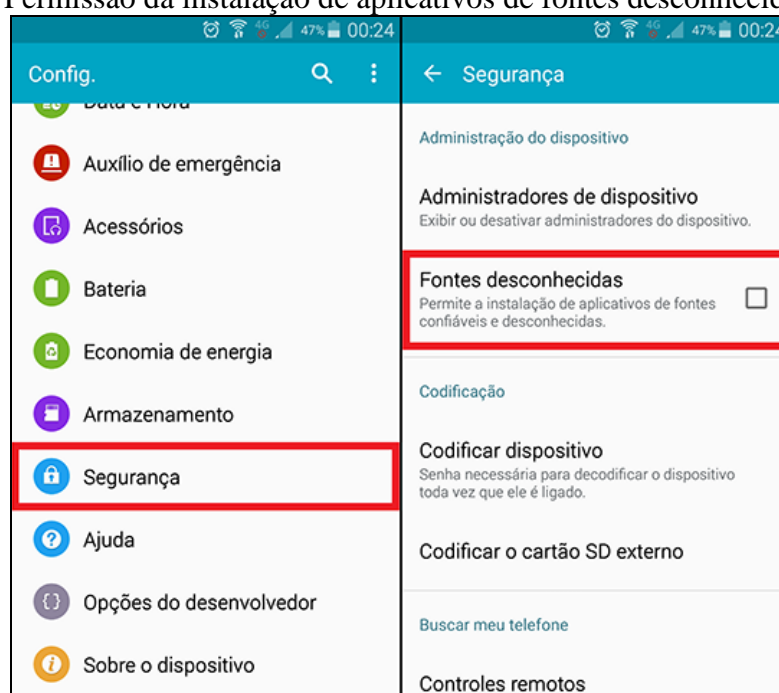 Permissão da instalação de aplicativos de fontes
47% 00:24
Config.
Data e Hora
Auxílio de emergência
Acessórios
Bateria
Economia de energia
Armazenamento
Segurança
Ajuda
Opções do desenvolvedor
Sobre o dispositivo
47% 00:24
Segurança
Administração do dispositivo
Administradores de dispositivo
Exibir ou desativar administradores do dispositivo.
Fontes desconhecidas
Permite a instalação de aplicativos de fontes
confiáveis e desconhecidas.
Codificação
Codificar dispositivo
Senha necessária para decodificar o dispositivo
toda vez que ele é ligado.
Codificar o cartão SD externo
Buscar meu telefone
Controles remotos